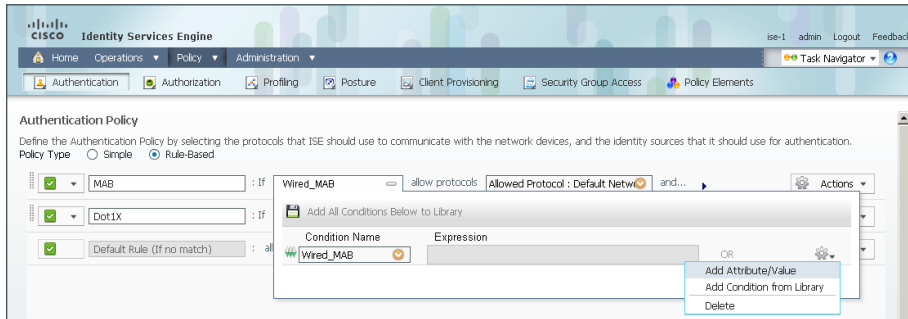 CISCO Identity Services Engine
ise-1 admin Logout Feedback
Home Operations Policy Administration
Task Navigator
Authentication Authorization Profiling Posture Client Provisioning Security Group Access Policy Elements
Authentication Policy
Define the Authentication Policy by selecting the protocols that ISE should use to communicate with the network devices, and the identity sources that it should use for authentication.
Policy Type Simple Rule-Based
MAB : If Wired_MAB allow protocols Allowed Protocol : Default Netwo and... Actions
Dot1X : If
Add All Conditions Below to Library
Default Rule (If no match) : all
Condition Name Expression
Wired_MAB OR
Add Attribute/Value
Add Condition from Library
Delete